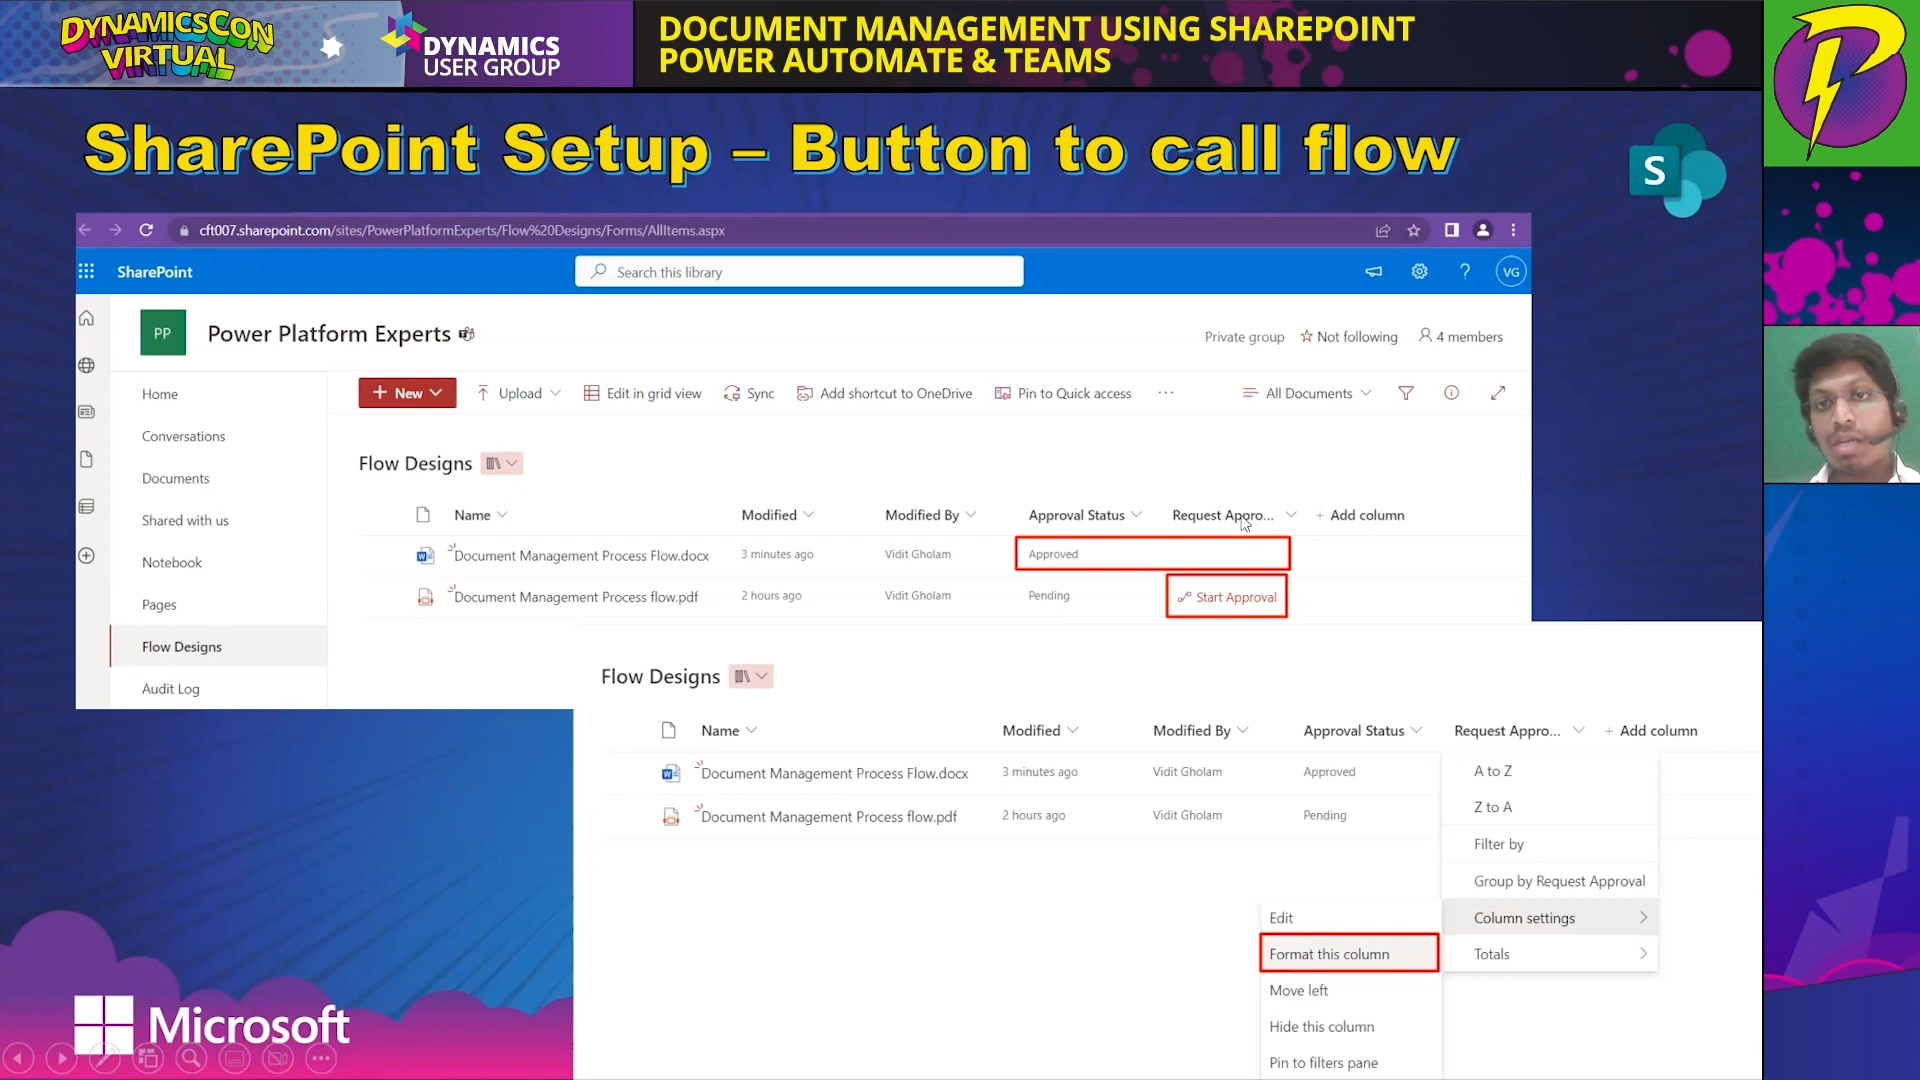 DYNAMICSCON
VIRTUAL
DYNAMICS
USER GROUP
DOCUMENT MANAGEMENT USING SHAREPOINT
POWER AUTOMATE & TEAMS
P
SharePoint Setup – Button to call flow
S
cft007.sharepoint.com/sites/PowerPlatformExperts/Flow%20Designs/Forms/AllItems.aspx
SharePoint
Search this library
?
VG
PP
Power Platform Experts
Private group
Not following
4 members
Home
Conversations
Documents
Shared with us
Notebook
Pages
Flow Designs
Audit Log
+ New
Upload
Edit in grid view
Sync
Add shortcut to OneDrive
Pin to Quick access
...
All Documents
Flow Designs
Name
Modified
Modified By
Approval Status
Request Appro...
+ Add column
Document Management Process Flow.docx
3 minutes ago
Vidit Gholam
Approved
Document Management Process flow.pdf
2 hours ago
Vidit Gholam
Pending
Start Approval
Flow Designs
Name
Modified
Modified By
Approval Status
Request Appro...
+ Add column
Document Management Process Flow.docx
3 minutes ago
Vidit Gholam
Approved
Document Management Process flow.pdf
2 hours ago
Vidit Gholam
Pending
A to Z
Z to A
Filter by
Group by Request Approval
Column settings
Totals
Edit
Format this column
Move left
Hide this column
Pin to filters pane
Microsoft